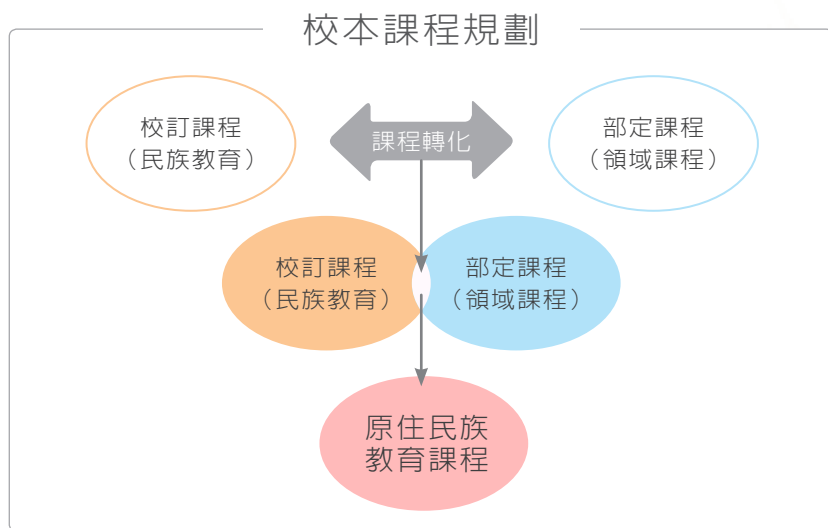 校本課程規劃
校訂課程
（民族教育）
課程轉化
部定課程
（領域課程）
校訂課程
（民族教育）
部定課程
（領域課程）
原住民族
教育課程